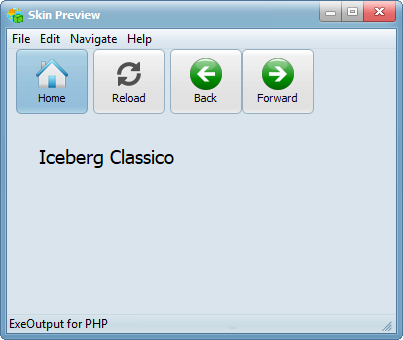 Skin Preview
File Edit Navigate Help
Home Reload Back Forward
Iceberg Classico
ExeOutput for PHP